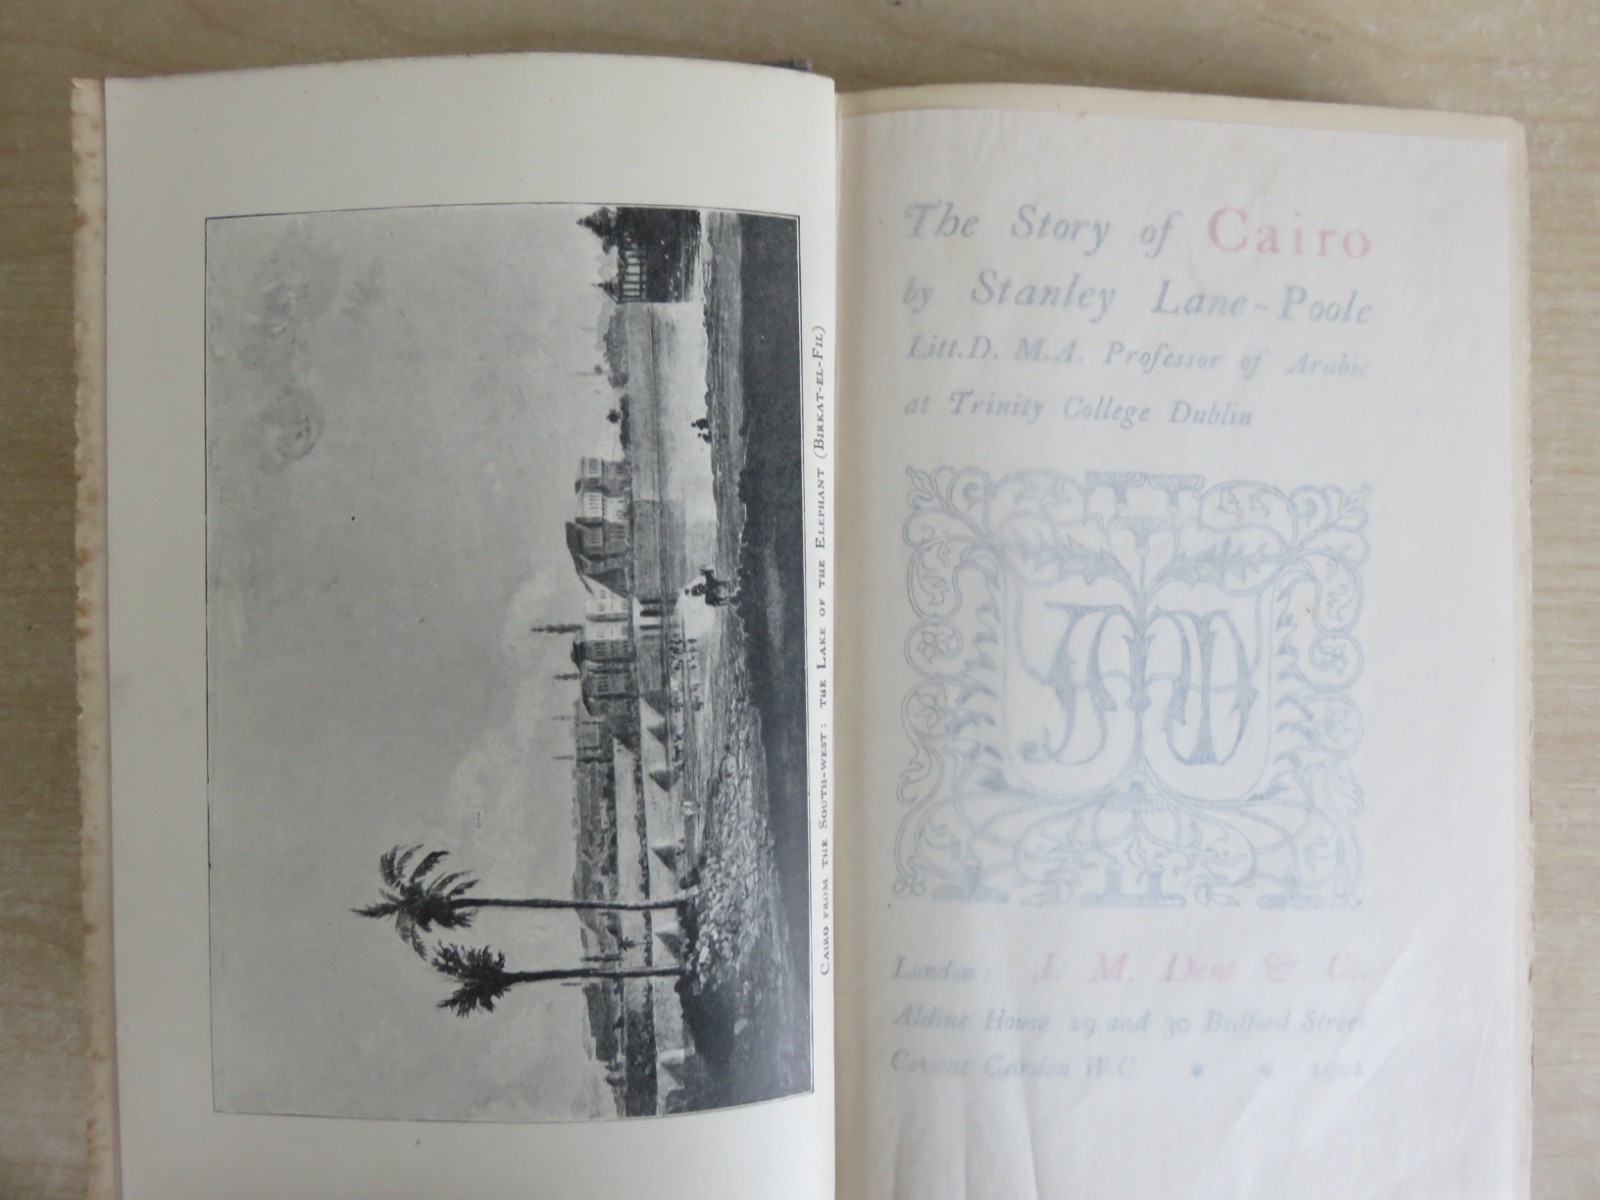 CAIRO FROM THE SOUTH-WEST: THE LAKE OF THE ELEPHANT (BIRKAT-EL-FIL)
The Story of Cairo
by Stanley Lane-Poole
Litt.D. M.A. Professor of Arabic
at Trinity College Dublin
JMD
London: J. M. Dent & Co.
Aldine House 29 and 30 Bedford Street
Covent Garden W.C. * * 1902